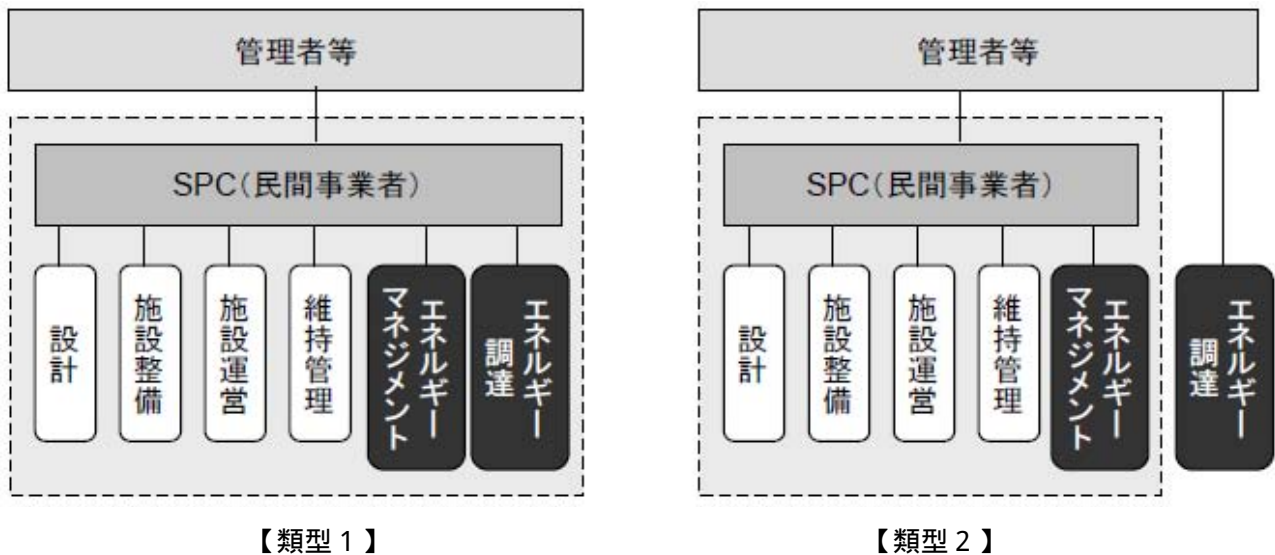 管理者等
SPC(民間事業者)
設計
施設整備
施設運営
維持管理
エネルギー
マネジメント
エネルギー
調達
【類型1】
管理者等
SPC(民間事業者)
設計
施設整備
施設運営
維持管理
エネルギー
マネジメント
エネルギー
調達
【類型2】